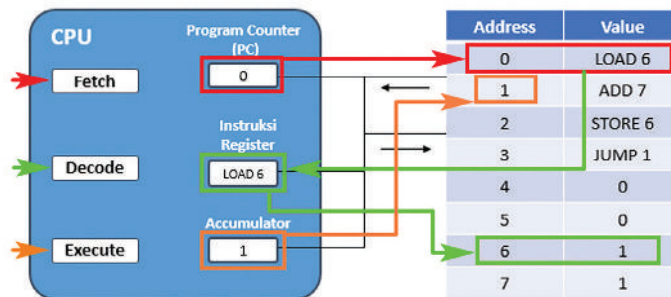 CPU
Program Counter
(PC)
0
Fetch
Instruksi
Register
Decode
LOAD 6
Accumulator
Execute
1
Address Value
0 LOAD 6
1 ADD 7
2 STORE 6
3 JUMP 1
4 0
5 0
6 1
7 1